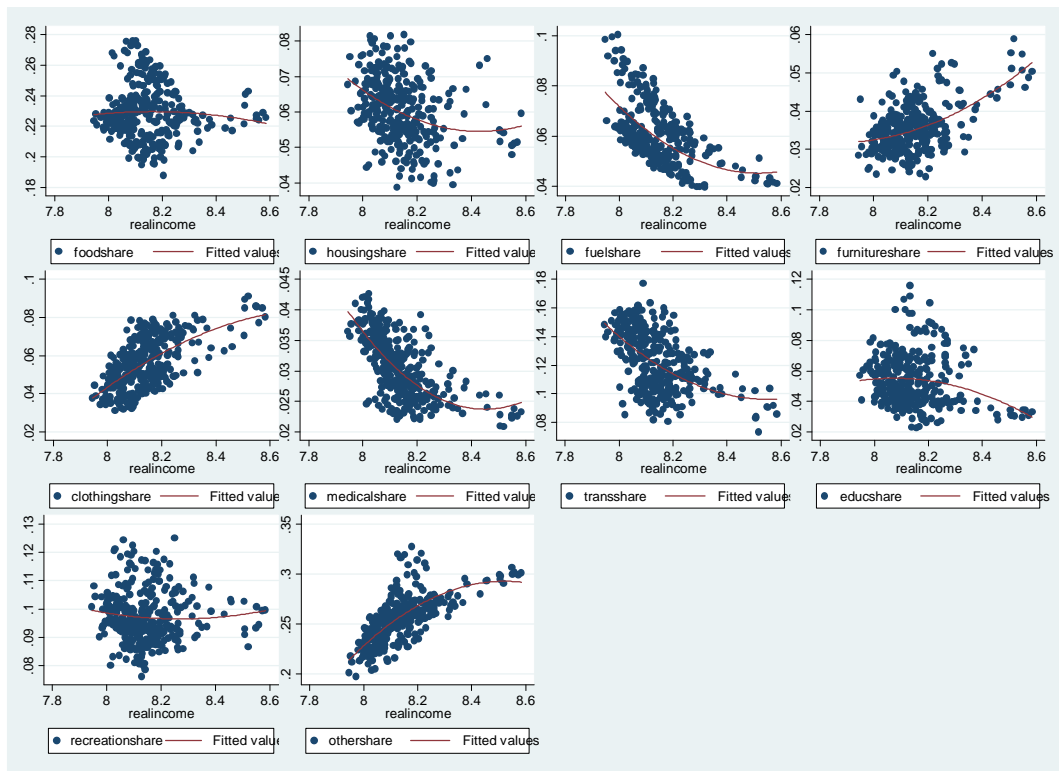 .28
.26
.24
.22
.2
.18
7.8 8 8.2 8.4 8.6
realincome
foodshare Fitted values
.08
.07
.06
.05
.04
7.8 8 8.2 8.4 8.6
realincome
housingshare Fitted values
.1
.08
.06
.04
7.8 8 8.2 8.4 8.6
realincome
fuelshare Fitted values
.06
.05
.04
.03
.02
7.8 8 8.2 8.4 8.6
realincome
furnitureshare Fitted values
.1
.08
.06
.04
.02
7.8 8 8.2 8.4 8.6
realincome
clothingshare Fitted value
.045
.04
.035
.03
.025
.02
7.8 8 8.2 8.4 8.6
realincome
medicalshare Fitted value
.18
.16
.14
.12
.1
.08
7.8 8 8.2 8.4 8.6
realincome
transshare Fitted values
.12
.1
.08
.06
.04
.02
7.8 8 8.2 8.4 8.6
realincome
educshare Fitted values
.13
.12
.11
.1
.09
.08
7.8 8 8.2 8.4 8.6
realincome
recreationshare Fitted value
.35
.3
.25
.2
7.8 8 8.2 8.4 8.6
realincome
othershare Fitted values